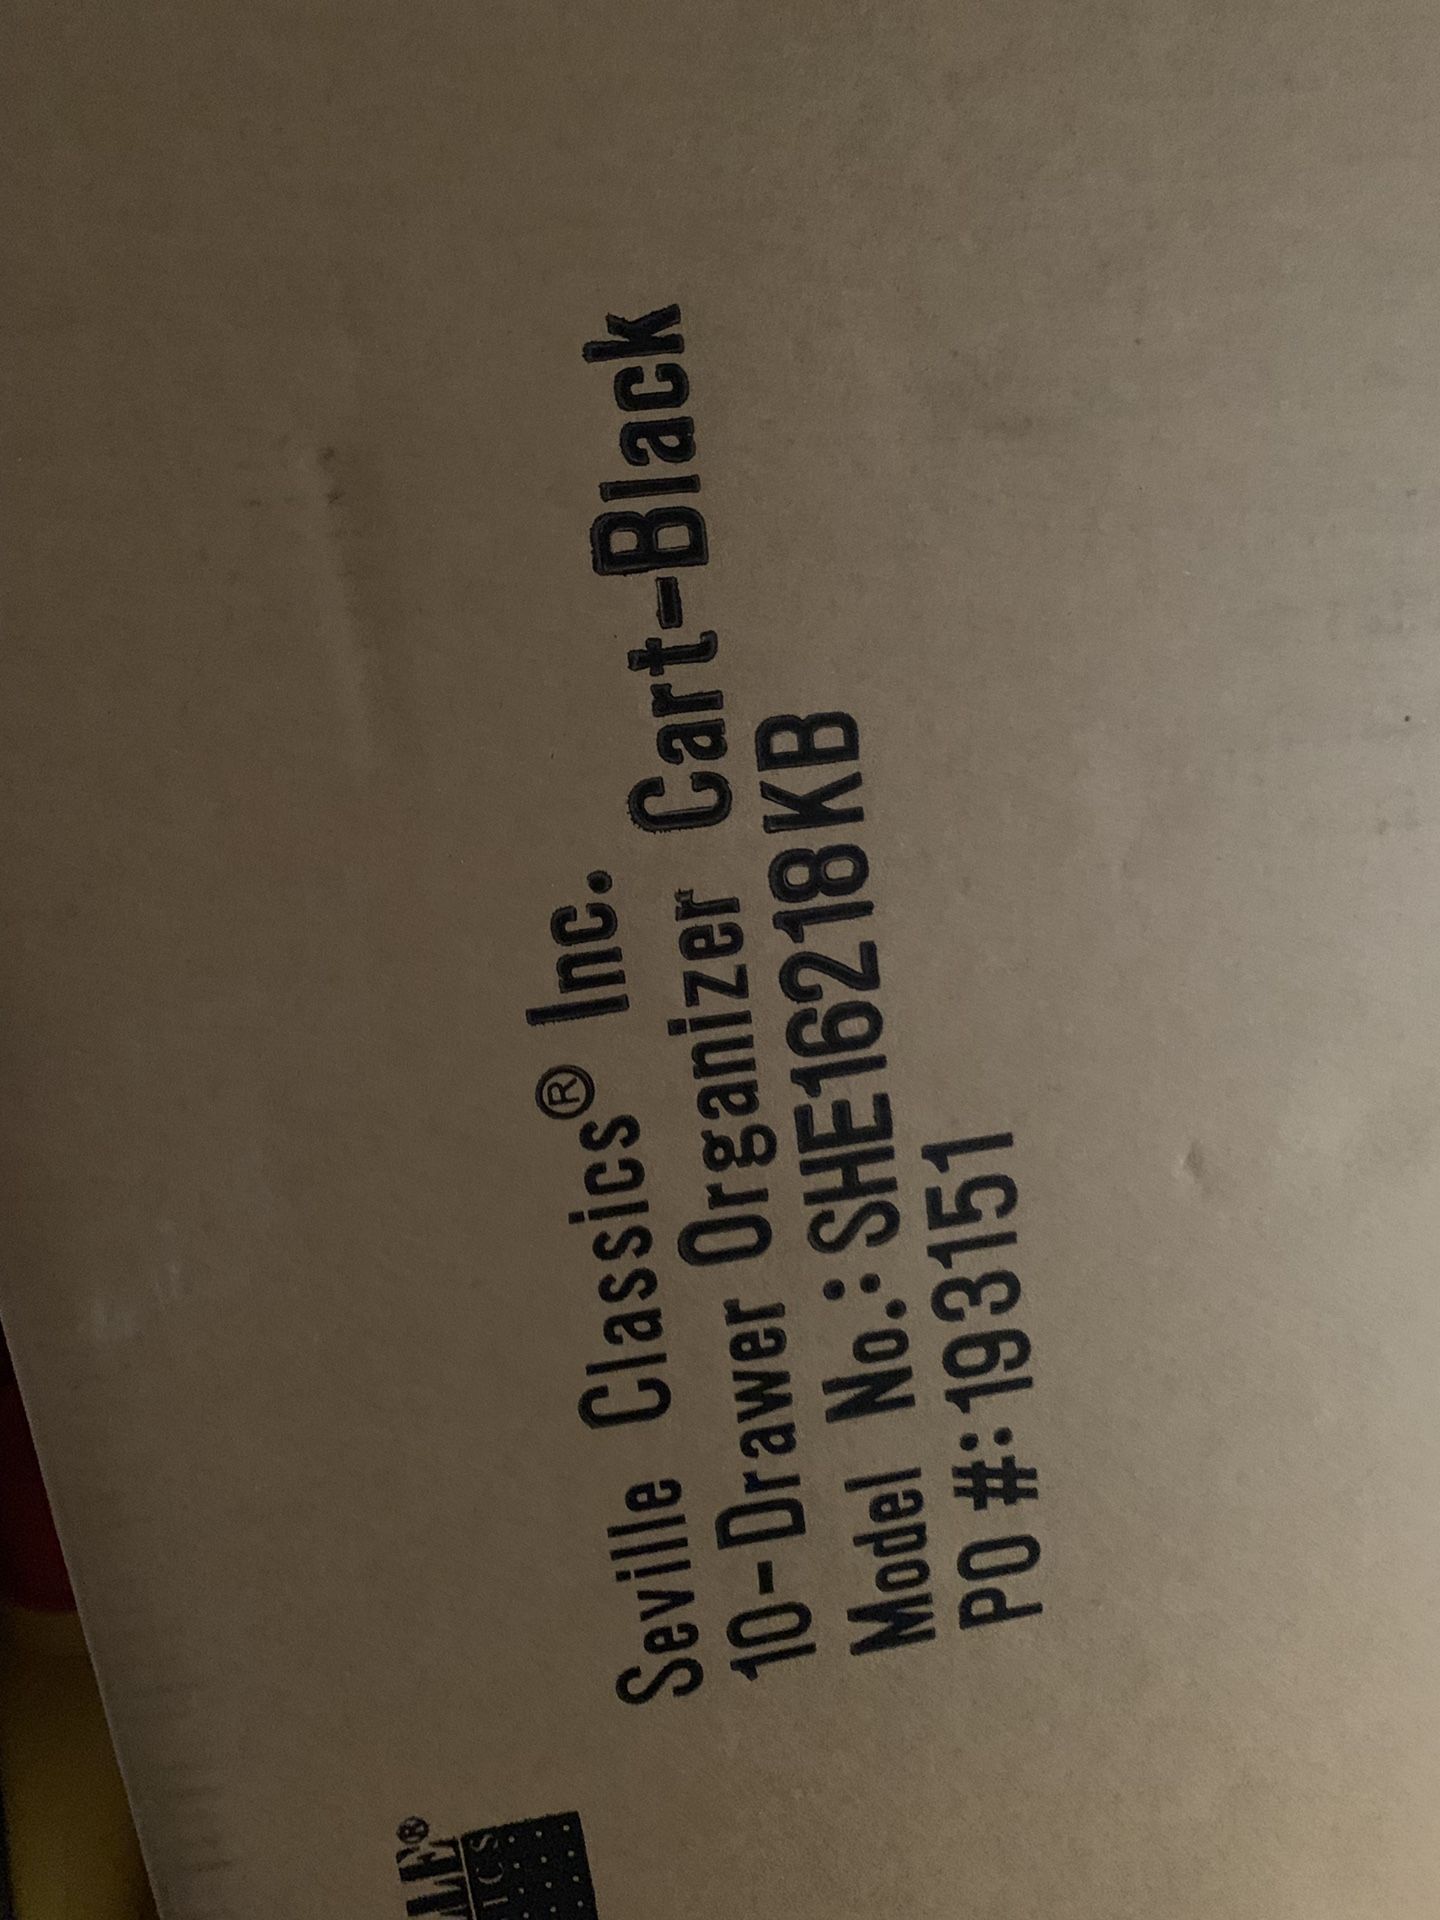 Seville Classics® Inc.
10-Drawer Organizer Cart-Black
Model No.: SHE16218KB
PO #: 193151